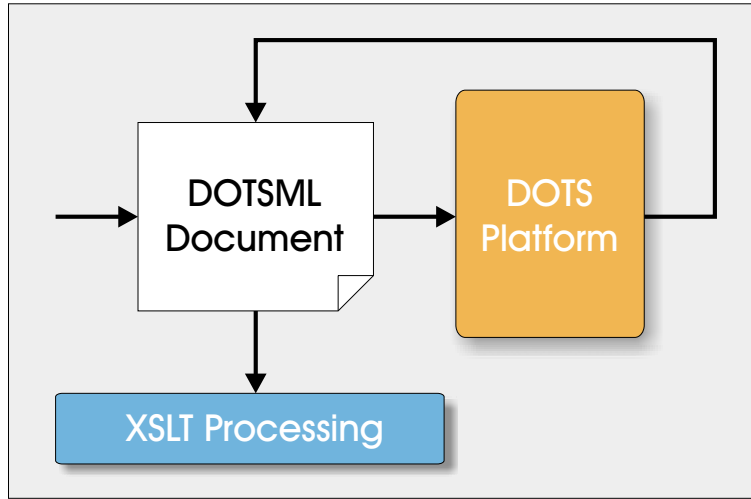 DOTSML
Document
DOTS
Platform
XSLT Processing